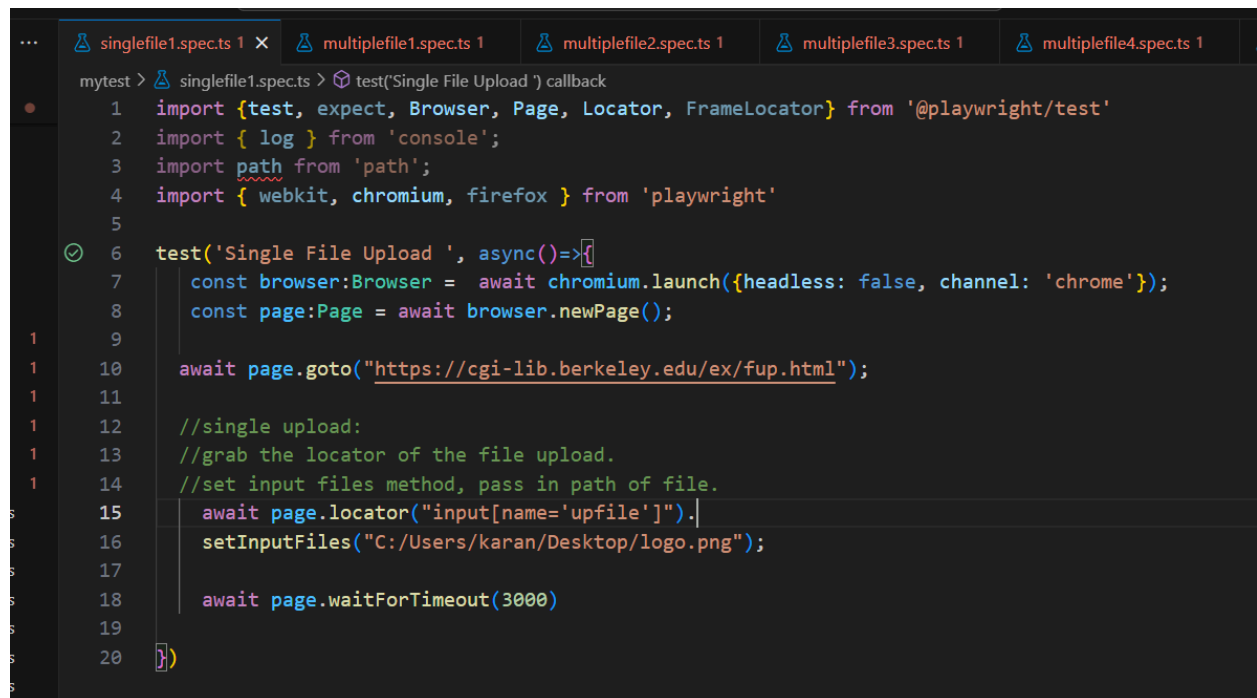 ... singlefile1.spec.ts 1 × multiplefile1.spec.ts 1 multiplefile2.spec.ts 1 multiplefile3.spec.ts 1 multiplefile4.spec.ts 1
mytest > singlefile1.spec.ts > test('Single File Upload ') callback
1 import {test, expect, Browser, Page, Locator, FrameLocator} from '@playwright/test'
2 import { log } from 'console';
3 import path from 'path';
4 import { webkit, chromium, firefox } from 'playwright'
5
6 test('Single File Upload ', async()=>{
7 const browser:Browser =  await chromium.launch({headless: false, channel: 'chrome'});
8 const page:Page = await browser.newPage();
1 9
1 10 await page.goto("https://cgi-lib.berkeley.edu/ex/fup.html");
1 11
1 12 //single upload:
1 13 //grab the locator of the file upload.
1 14 //set input files method, pass in path of file.
s 15 await page.locator("input[name='upfile']").
s 16 setInputFiles("C:/Users/karan/Desktop/logo.png");
s 17
s 18 await page.waitForTimeout(3000)
s 19
s 20 })
s